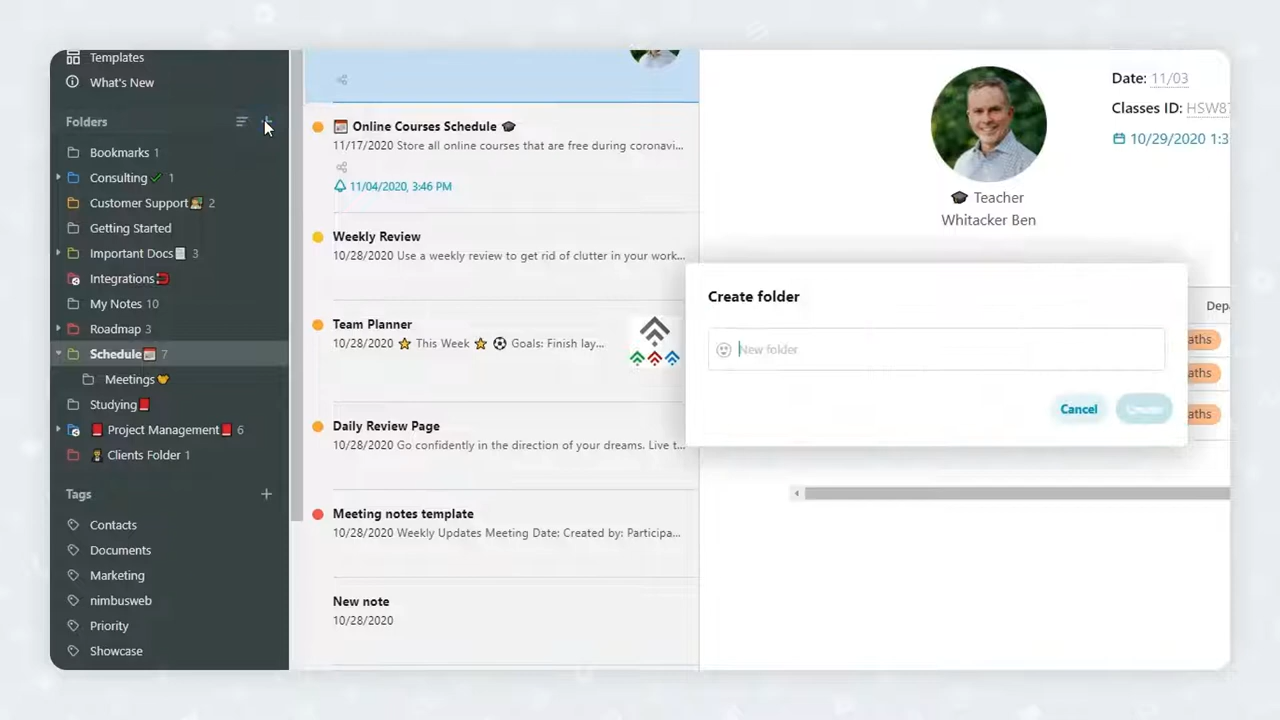 Templates
What's New
Folders
Bookmarks 1
Consulting 1
Customer Support 2
Getting Started
Important Docs 3
Integrations
My Notes 10
Roadmap 3
Schedule 7
Meetings
Studying
Project Management 6
Clients Folder 1
Tags
Contacts
Documents
Marketing
nimbusweb
Priority
Showcase
Online Courses Schedule
11/17/2020 Store all online courses that are free during coronavi...
11/04/2020, 3:46 PM
Weekly Review
10/28/2020 Use a weekly review to get rid of clutter in your work...
Team Planner
10/28/2020 ⭐ This Week ⭐ ⚽ Goals: Finish lay...
Daily Review Page
10/28/2020 Go confidently in the direction of your dreams. Live t...
Meeting notes template
10/28/2020 Weekly Updates Meeting Date: Created by: Participa...
New note
10/28/2020
Teacher
Whitacker Ben
Date: 11/03
Classes ID: HSW87
10/29/2020 1:3
Create folder
New folder
Cancel
Create
Depa
aths
aths
aths